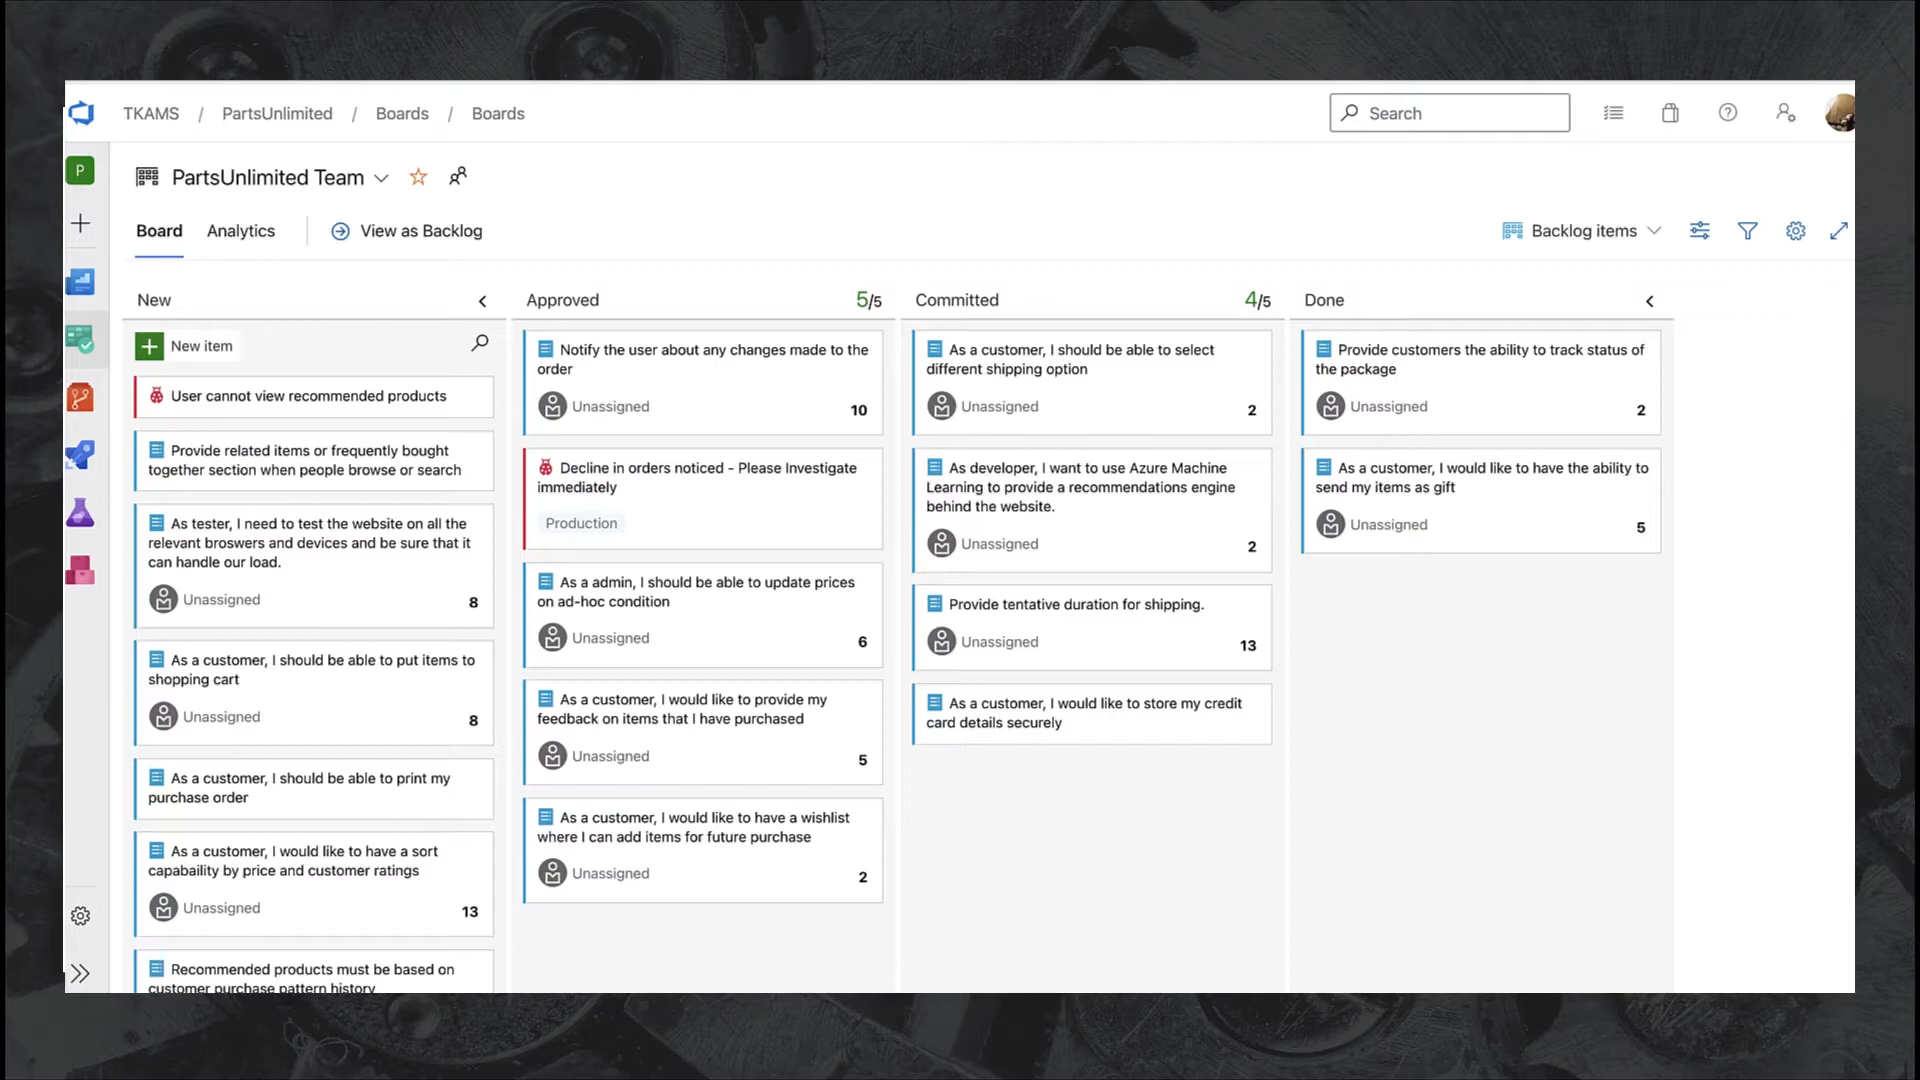 TKAMS / PartsUnlimited / Boards / Boards
Search
P
PartsUnlimited Team
Board
Analytics
View as Backlog
Backlog items
New
New item
User cannot view recommended products
Provide related items or frequently bought
together section when people browse or search
As tester, I need to test the website on all the
relevant broswers and devices and be sure that it
can handle our load.
Unassigned
8
As a customer, I should be able to put items to
shopping cart
Unassigned
8
As a customer, I should be able to print my
purchase order
As a customer, I would like to have a sort
capabaility by price and customer ratings
Unassigned
13
Recommended products must be based on
customer purchase pattern history
Approved
5/5
Notify the user about any changes made to the
order
Unassigned
10
Decline in orders noticed - Please Investigate
immediately
Production
As a admin, I should be able to update prices
on ad-hoc condition
Unassigned
6
As a customer, I would like to provide my
feedback on items that I have purchased
Unassigned
5
As a customer, I would like to have a wishlist
where I can add items for future purchase
Unassigned
2
Committed
4/5
As a customer, I should be able to select
different shipping option
Unassigned
2
As developer, I want to use Azure Machine
Learning to provide a recommendations engine
behind the website.
Unassigned
2
Provide tentative duration for shipping.
Unassigned
13
As a customer, I would like to store my credit
card details securely
Done
Provide customers the ability to track status of
the package
Unassigned
2
As a customer, I would like to have the ability to
send my items as gift
Unassigned
5